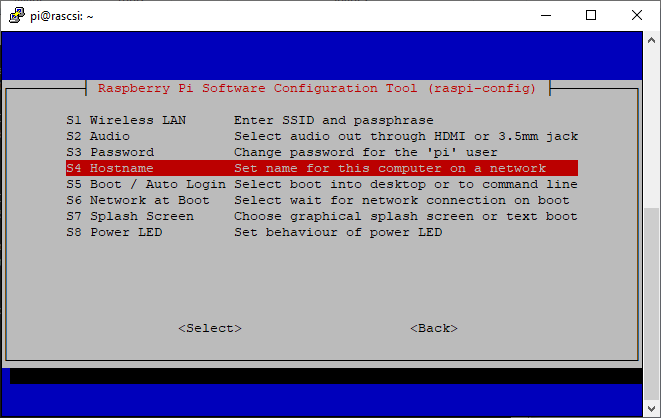 pi@rascsi: ~
Raspberry Pi Software Configuration Tool (raspi-config)
S1 Wireless LAN Enter SSID and passphrase
S2 Audio Select audio out through HDMI or 3.5mm jack
S3 Password Change password for the 'pi' user
S4 Hostname Set name for this computer on a network
S5 Boot / Auto Login Select boot into desktop or to command line
S6 Network at Boot Select wait for network connection on boot
S7 Splash Screen Choose graphical splash screen or text boot
S8 Power LED Set behaviour of power LED
<Select> <Back>